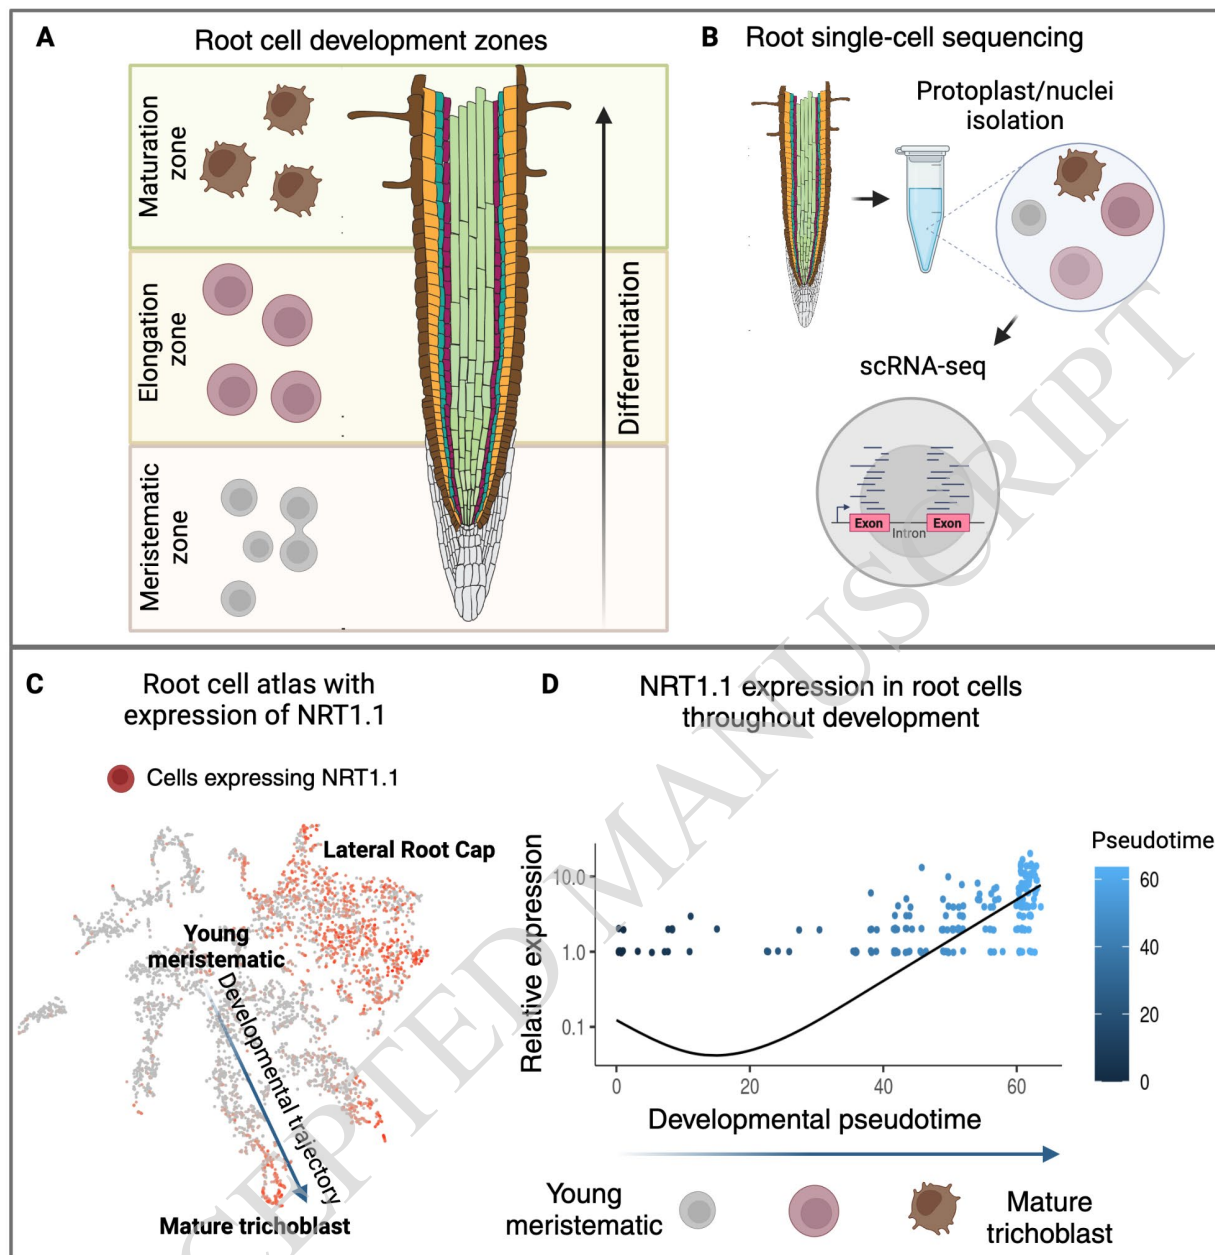 A
Root cell development zones
Maturation
zone
Elongation
zone
Meristematic
zone
Differentiation
B
Root single-cell sequencing
Protoplast/nuclei
isolation
scRNA-seq
Exon
Intron
Exon
C
Root cell atlas with
expression of NRT1.1
Cells expressing NRT1.1
Lateral Root Cap
Young
meristematic
Developmental trajectory
Mature trichoblast
D
NRT1.1 expression in root cells
throughout development
Relative expression
10.0
1.0
0.1
0
20
40
60
Developmental pseudotime
Pseudotime
60
40
20
0
Young
meristematic
Mature
trichoblast
CEPTED MANUSCRIPT